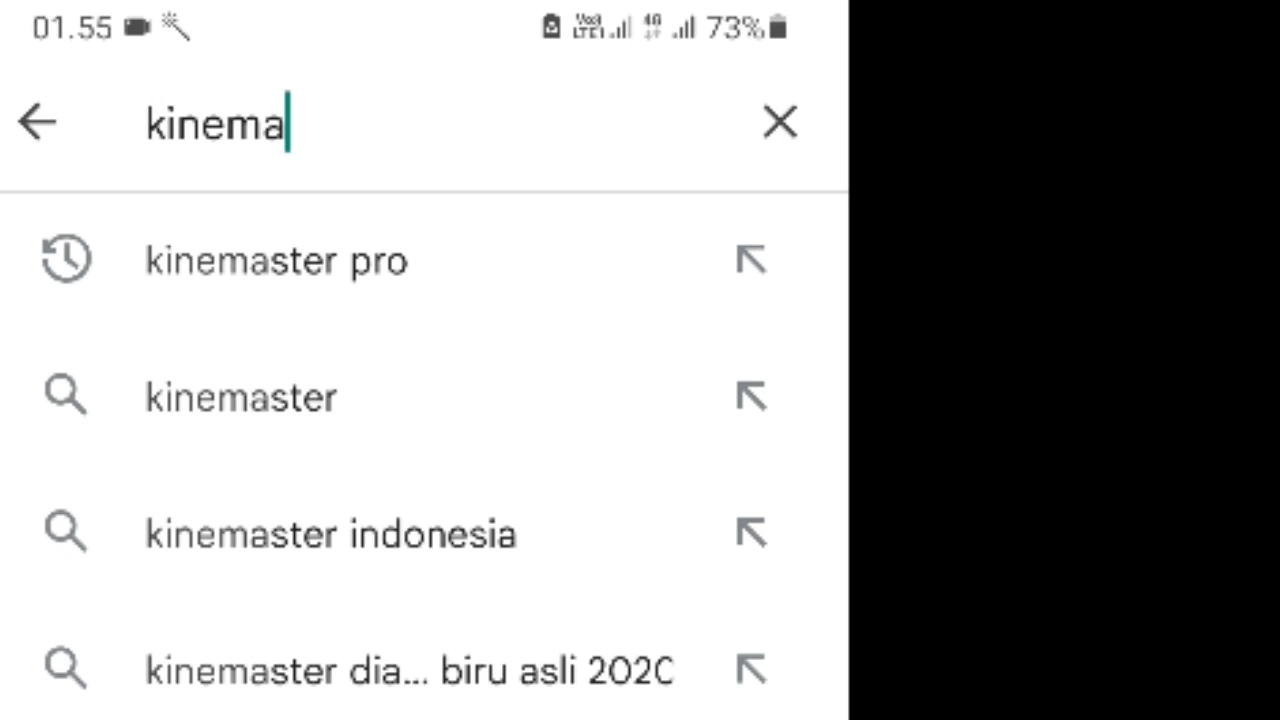 01.55 73%
kinema
kinemaster pro
kinemaster
kinemaster indonesia
kinemaster dia... biru asli 2020